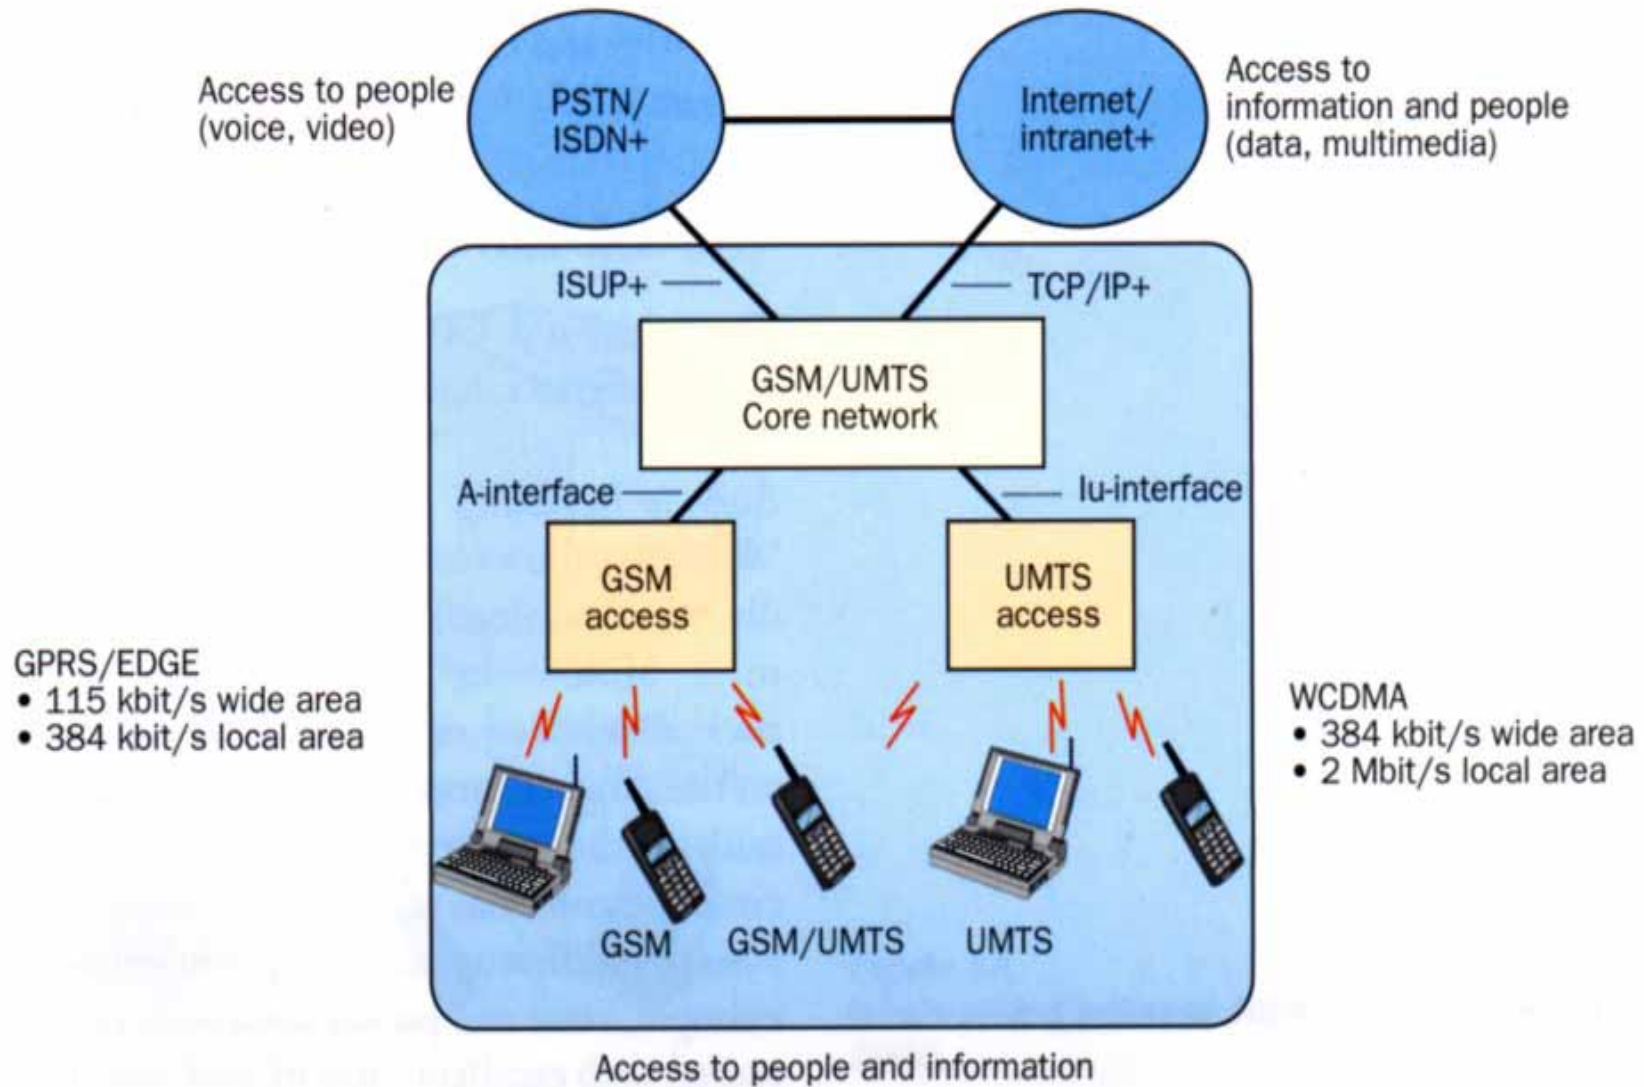 Access to people
(voice, video)
PSTN/
ISDN+
Internet/
intranet+
Access to
information and people
(data, multimedia)
ISUP+
TCP/IP+
GSM/UMTS
Core network
A-interface
Iu-interface
GSM
access
UMTS
access
GPRS/EDGE
• 115 kbit/s wide area
• 384 kbit/s local area
WCDMA
• 384 kbit/s wide area
• 2 Mbit/s local area
GSM
GSM/UMTS
UMTS
Access to people and information